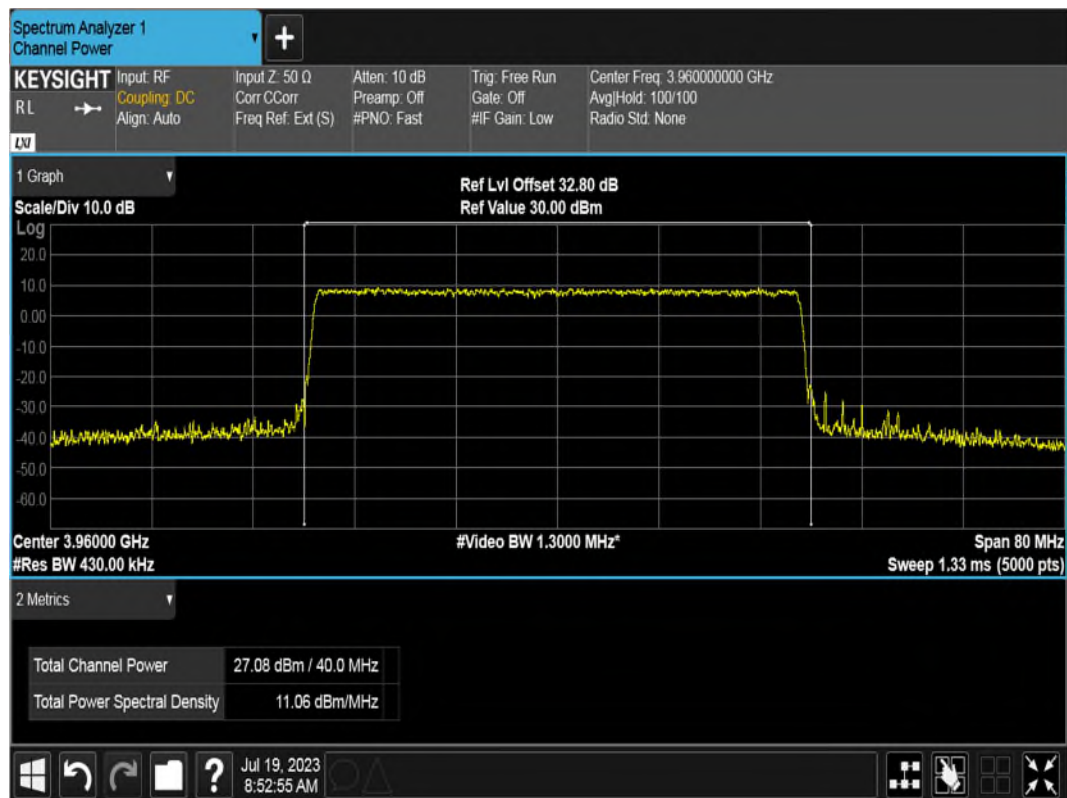 Spectrum Analyzer 1
Channel Power
+
KEYSIGHT
RL
LXI
Input: RF
Coupling: DC
Align: Auto
Input Z: 50 Ω
Corr CCorr
Freq Ref: Ext (S)
Atten: 10 dB
Preamp: Off
#PNO: Fast
Trig: Free Run
Gate: Off
#IF Gain: Low
Center Freq: 3.960000000 GHz
Avg|Hold: 100/100
Radio Std: None
1 Graph
Scale/Div 10.0 dB
Ref Lvl Offset 32.80 dB
Ref Value 30.00 dBm
Log
20.0
10.0
0.00
-10.0
-20.0
-30.0
-40.0
-50.0
-60.0
Center 3.96000 GHz
#Video BW 1.3000 MHz*
Span 80 MHz
#Res BW 430.00 kHz
Sweep 1.33 ms (5000 pts)
2 Metrics
Total Channel Power 27.08 dBm / 40.0 MHz
Total Power Spectral Density 11.06 dBm/MHz
?
Jul 19, 2023
8:52:55 AM